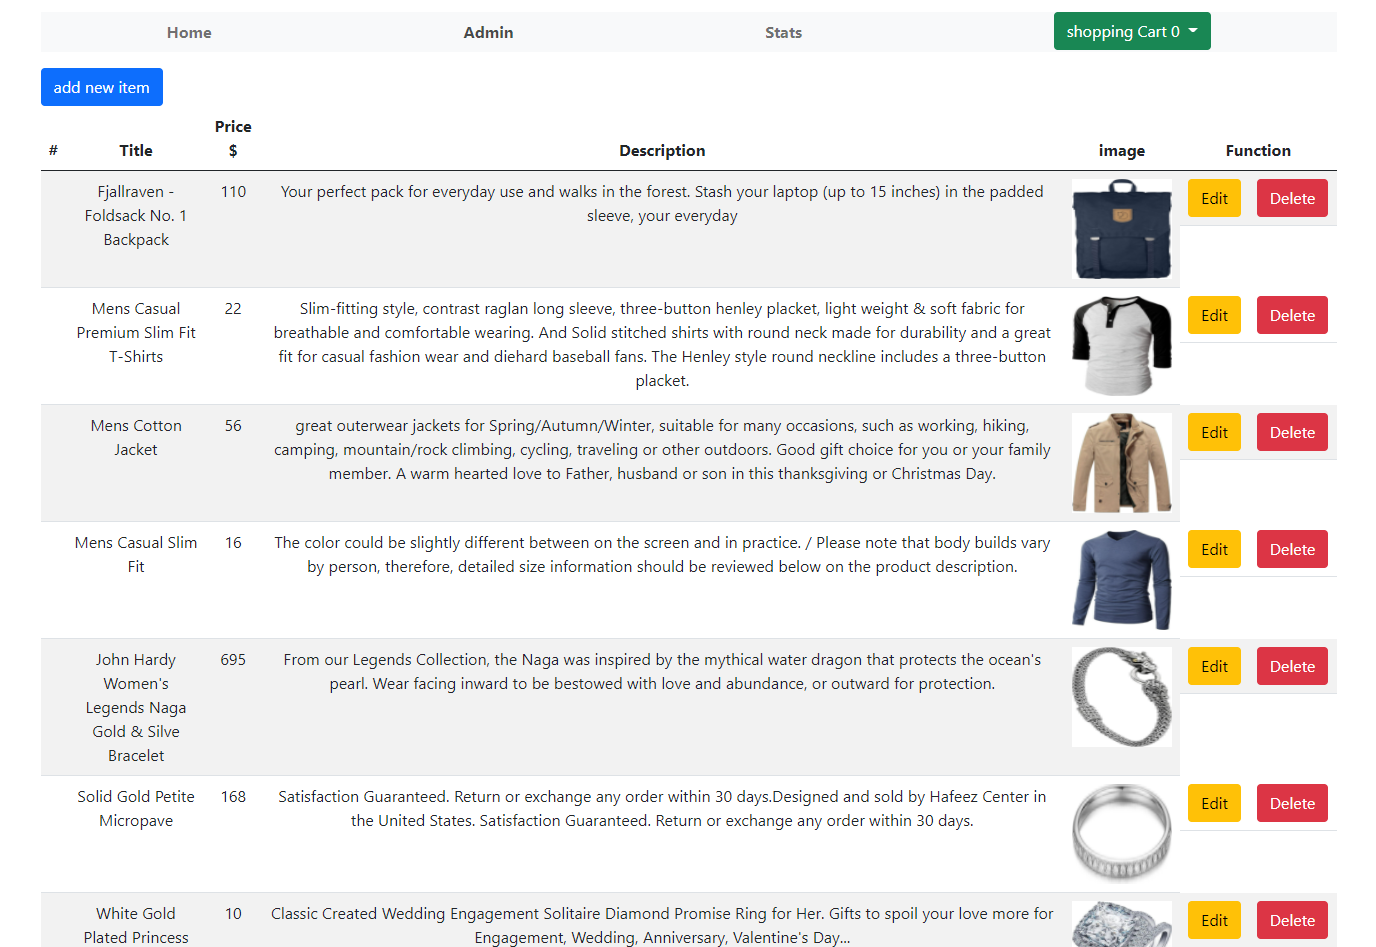 Home Admin Stats shopping Cart 0
add new item
# Title Price $ Description image Function
Fjallraven -
Foldsack No. 1
Backpack
110
Your perfect pack for everyday use and walks in the forest. Stash your laptop (up to 15 inches) in the padded
sleeve, your everyday
Edit Delete
Mens Casual
Premium Slim Fit
T-Shirts
22
Slim-fitting style, contrast raglan long sleeve, three-button henley placket, light weight & soft fabric for
breathable and comfortable wearing. And Solid stitched shirts with round neck made for durability and a great
fit for casual fashion wear and diehard baseball fans. The Henley style round neckline includes a three-button
placket.
Edit Delete
Mens Cotton
Jacket
56
great outerwear jackets for Spring/Autumn/Winter, suitable for many occasions, such as working, hiking,
camping, mountain/rock climbing, cycling, traveling or other outdoors. Good gift choice for you or your family
member. A warm hearted love to Father, husband or son in this thanksgiving or Christmas Day.
Edit Delete
Mens Casual Slim
Fit
16
The color could be slightly different between on the screen and in practice. / Please note that body builds vary
by person, therefore, detailed size information should be reviewed below on the product description.
Edit Delete
John Hardy
Women's
Legends Naga
Gold & Silve
Bracelet
695
From our Legends Collection, the Naga was inspired by the mythical water dragon that protects the ocean's
pearl. Wear facing inward to be bestowed with love and abundance, or outward for protection.
Edit Delete
Solid Gold Petite
Micropave
168
Satisfaction Guaranteed. Return or exchange any order within 30 days.Designed and sold by Hafeez Center in
the United States. Satisfaction Guaranteed. Return or exchange any order within 30 days.
Edit Delete
White Gold
Plated Princess
10
Classic Created Wedding Engagement Solitaire Diamond Promise Ring for Her. Gifts to spoil your love more for
Engagement, Wedding, Anniversary, Valentine's Day...
Edit Delete